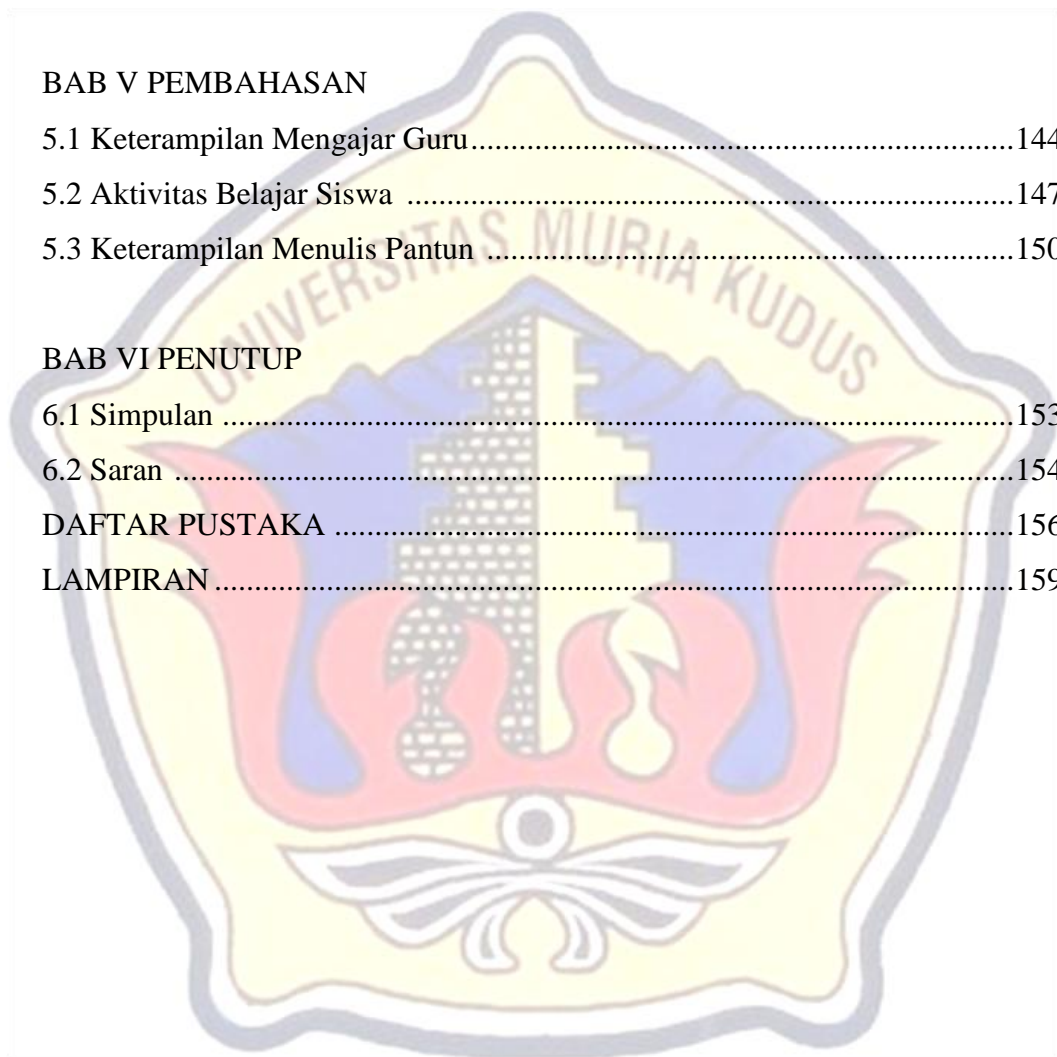 BAB V PEMBAHASAN
5.1 Keterampilan Mengajar Guru....................................................................144
5.2 Aktivitas Belajar Siswa ............................................................................147
5.3 Keterampilan Menulis Pantun ..................................................................150
UNIVERSITAS MURIA KUDUS
BAB VI PENUTUP
6.1 Simpulan ...................................................................................................153
6.2 Saran .........................................................................................................154
DAFTAR PUSTAKA .....................................................................................156
LAMPIRAN....................................................................................................159